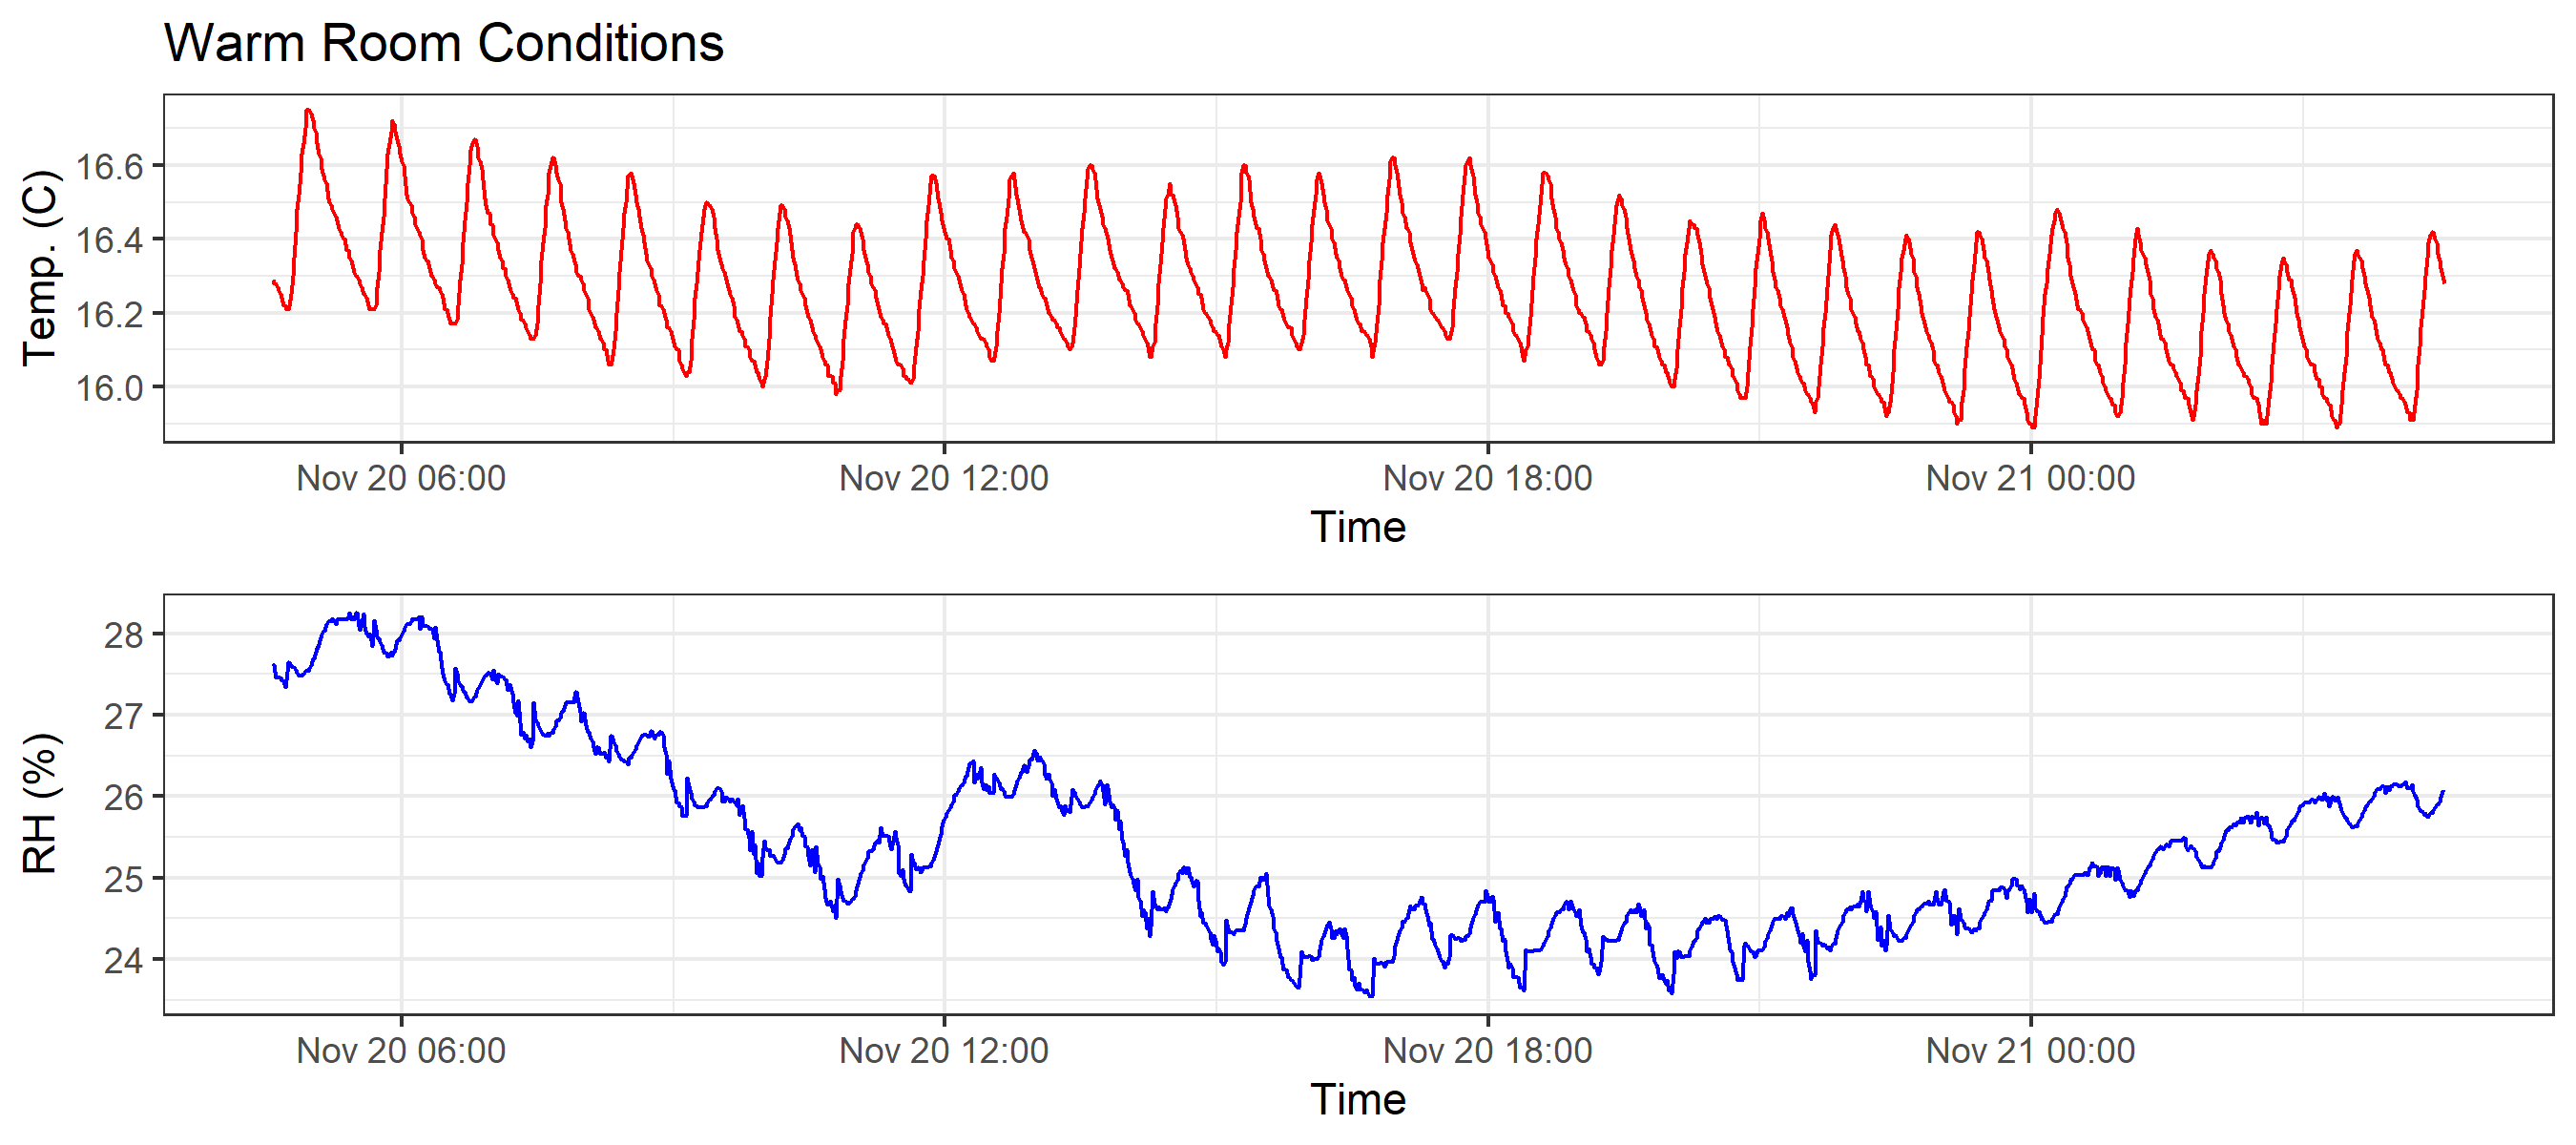 Warm Room Conditions
Temp. (C)
16.6
16.4
16.2
16.0
Nov 20 06:00 Nov 20 12:00 Nov 20 18:00 Nov 21 00:00
Time
RH (%)
28
27
26
25
24
Nov 20 06:00 Nov 20 12:00 Nov 20 18:00 Nov 21 00:00
Time